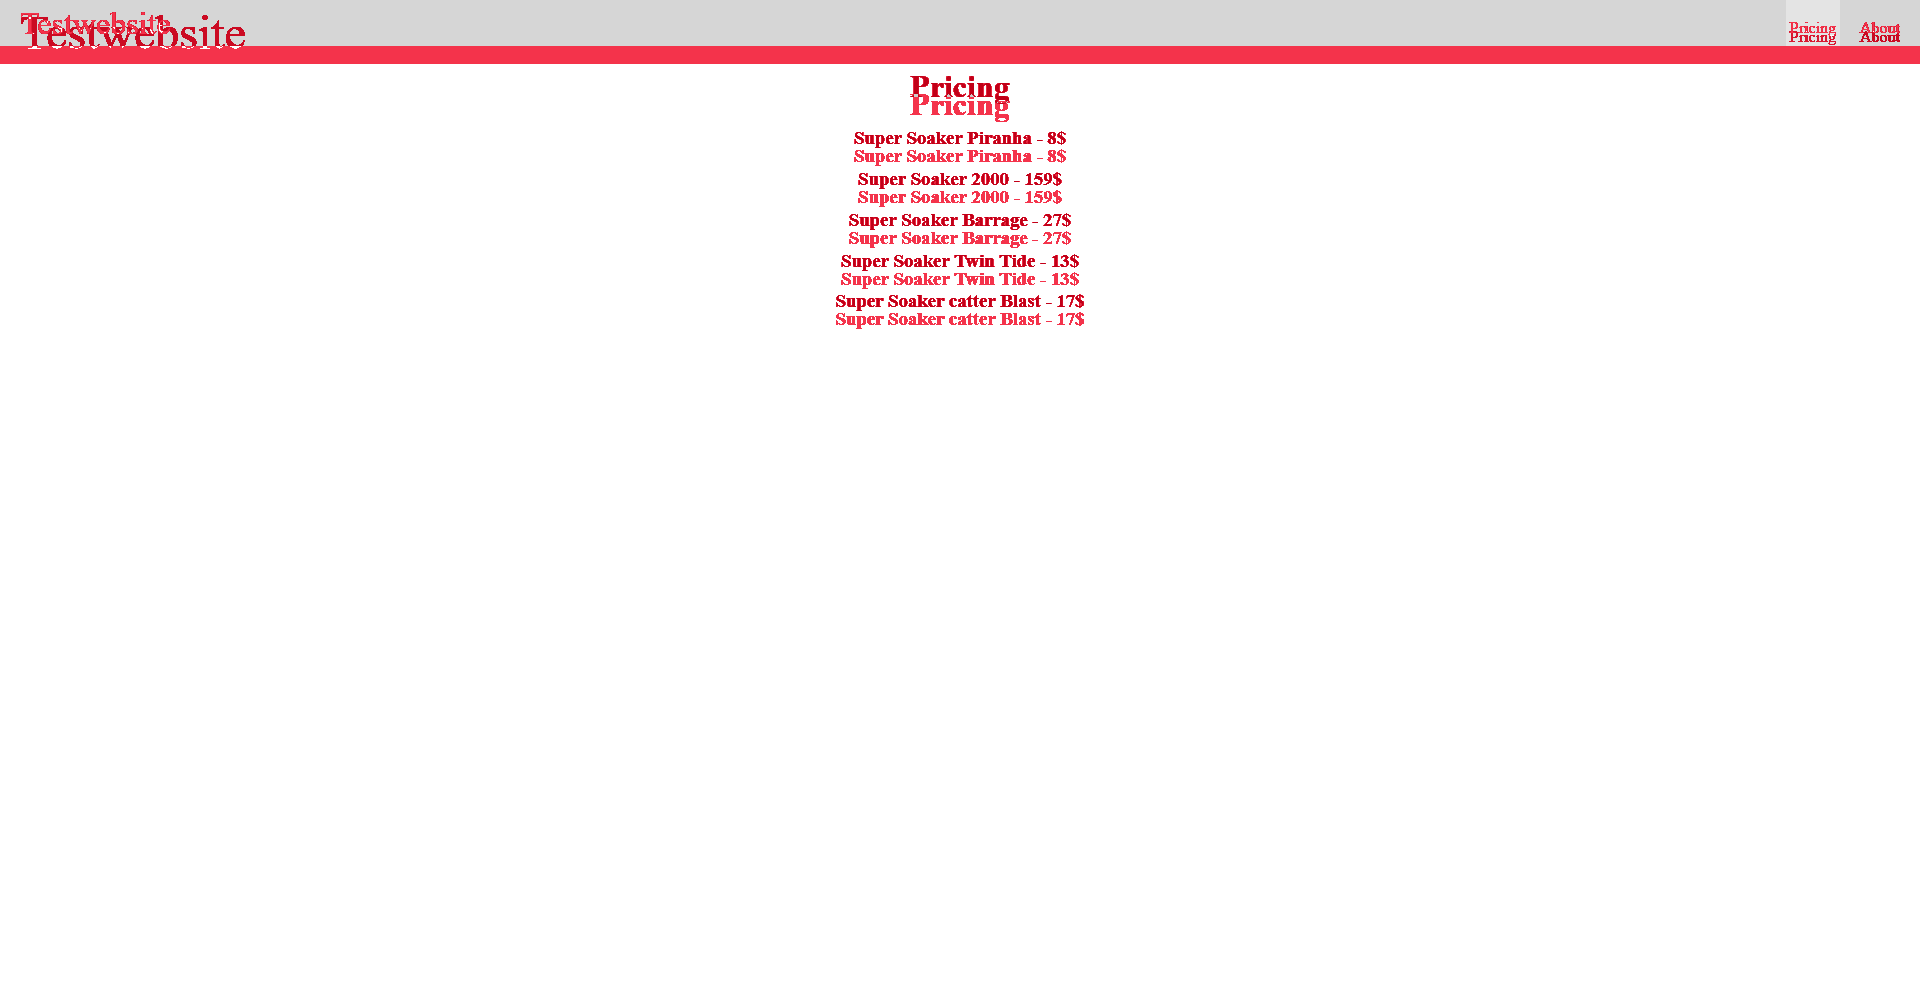 Testwebsite
Testwebsite
Pricing About
Pricing About
Pricing
Pricing
Super Soaker Piranha - 8$
Super Soaker Piranha - 8$
Super Soaker 2000 - 159$
Super Soaker 2000 - 159$
Super Soaker Barrage - 27$
Super Soaker Barrage - 27$
Super Soaker Twin Tide - 13$
Super Soaker Twin Tide - 13$
Super Soaker catter Blast - 17$
Super Soaker catter Blast - 17$